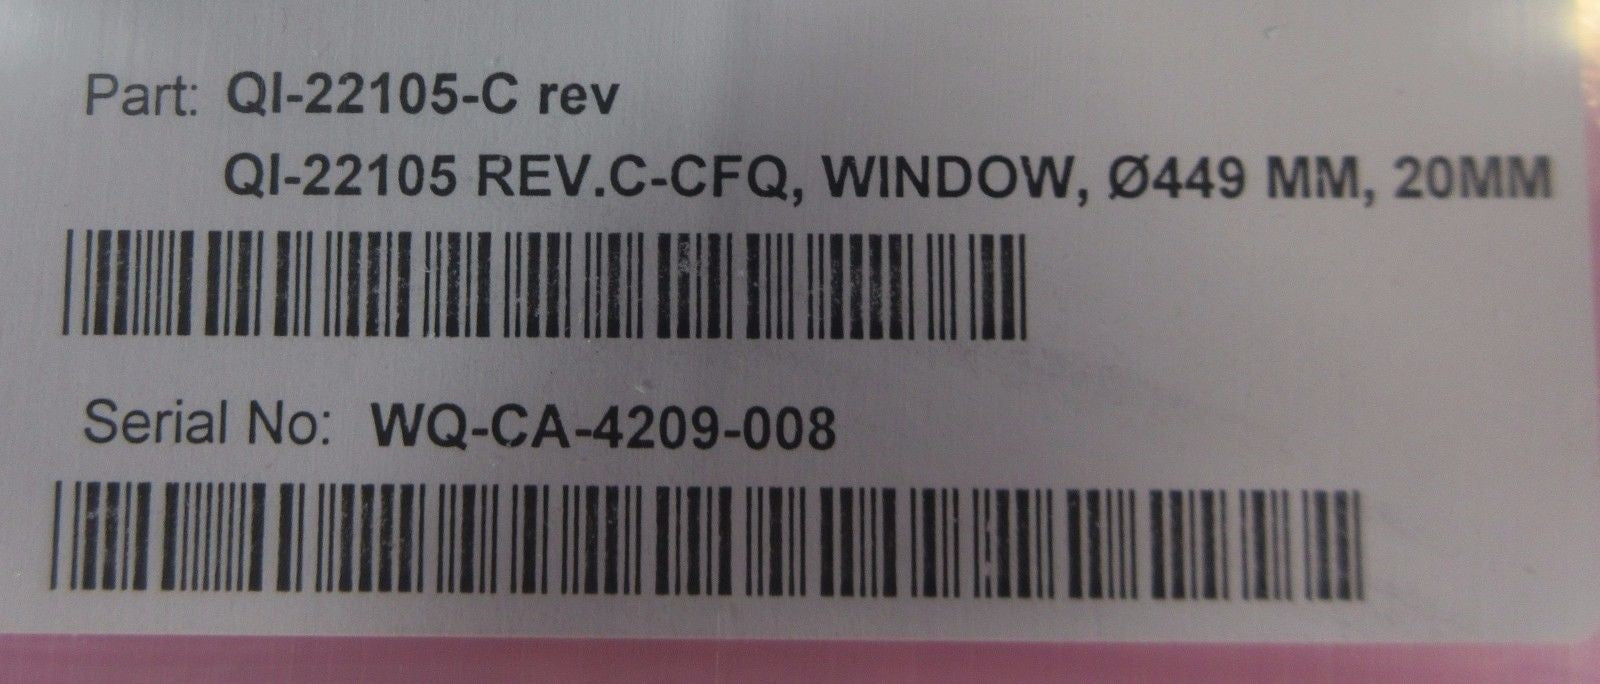 Part: QI-22105-C rev
QI-22105 REV.C-CFQ, WINDOW, Ø449 MM, 20MM
Serial No: WQ-CA-4209-008